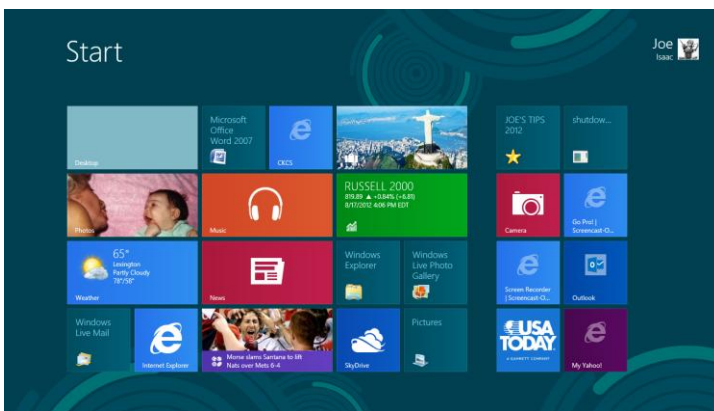 Start
Joe
Isaac
Desktop
Microsoft
Office
Word 2007
CKCS
JOE'S TIPS
2012
shutdow...
Photos
Music
RUSSELL 2000
819.89 ▲ +0.84% (+6.81)
8/17/2012 4:06 PM EDT
Camera
Go Pro! |
Screencast-O...
65°
Lexington
Partly Cloudy
78°/58°
Weather
News
Windows
Explorer
Windows
Live Photo
Gallery
Screen Recorder
| Screencast-O...
Outlook
Windows
Live Mail
Internet Explorer
Morse slams Santana to lift
Nats over Mets 6-4
SkyDrive
Pictures
USA
TODAY
A GANNETT COMPANY
My Yahoo!